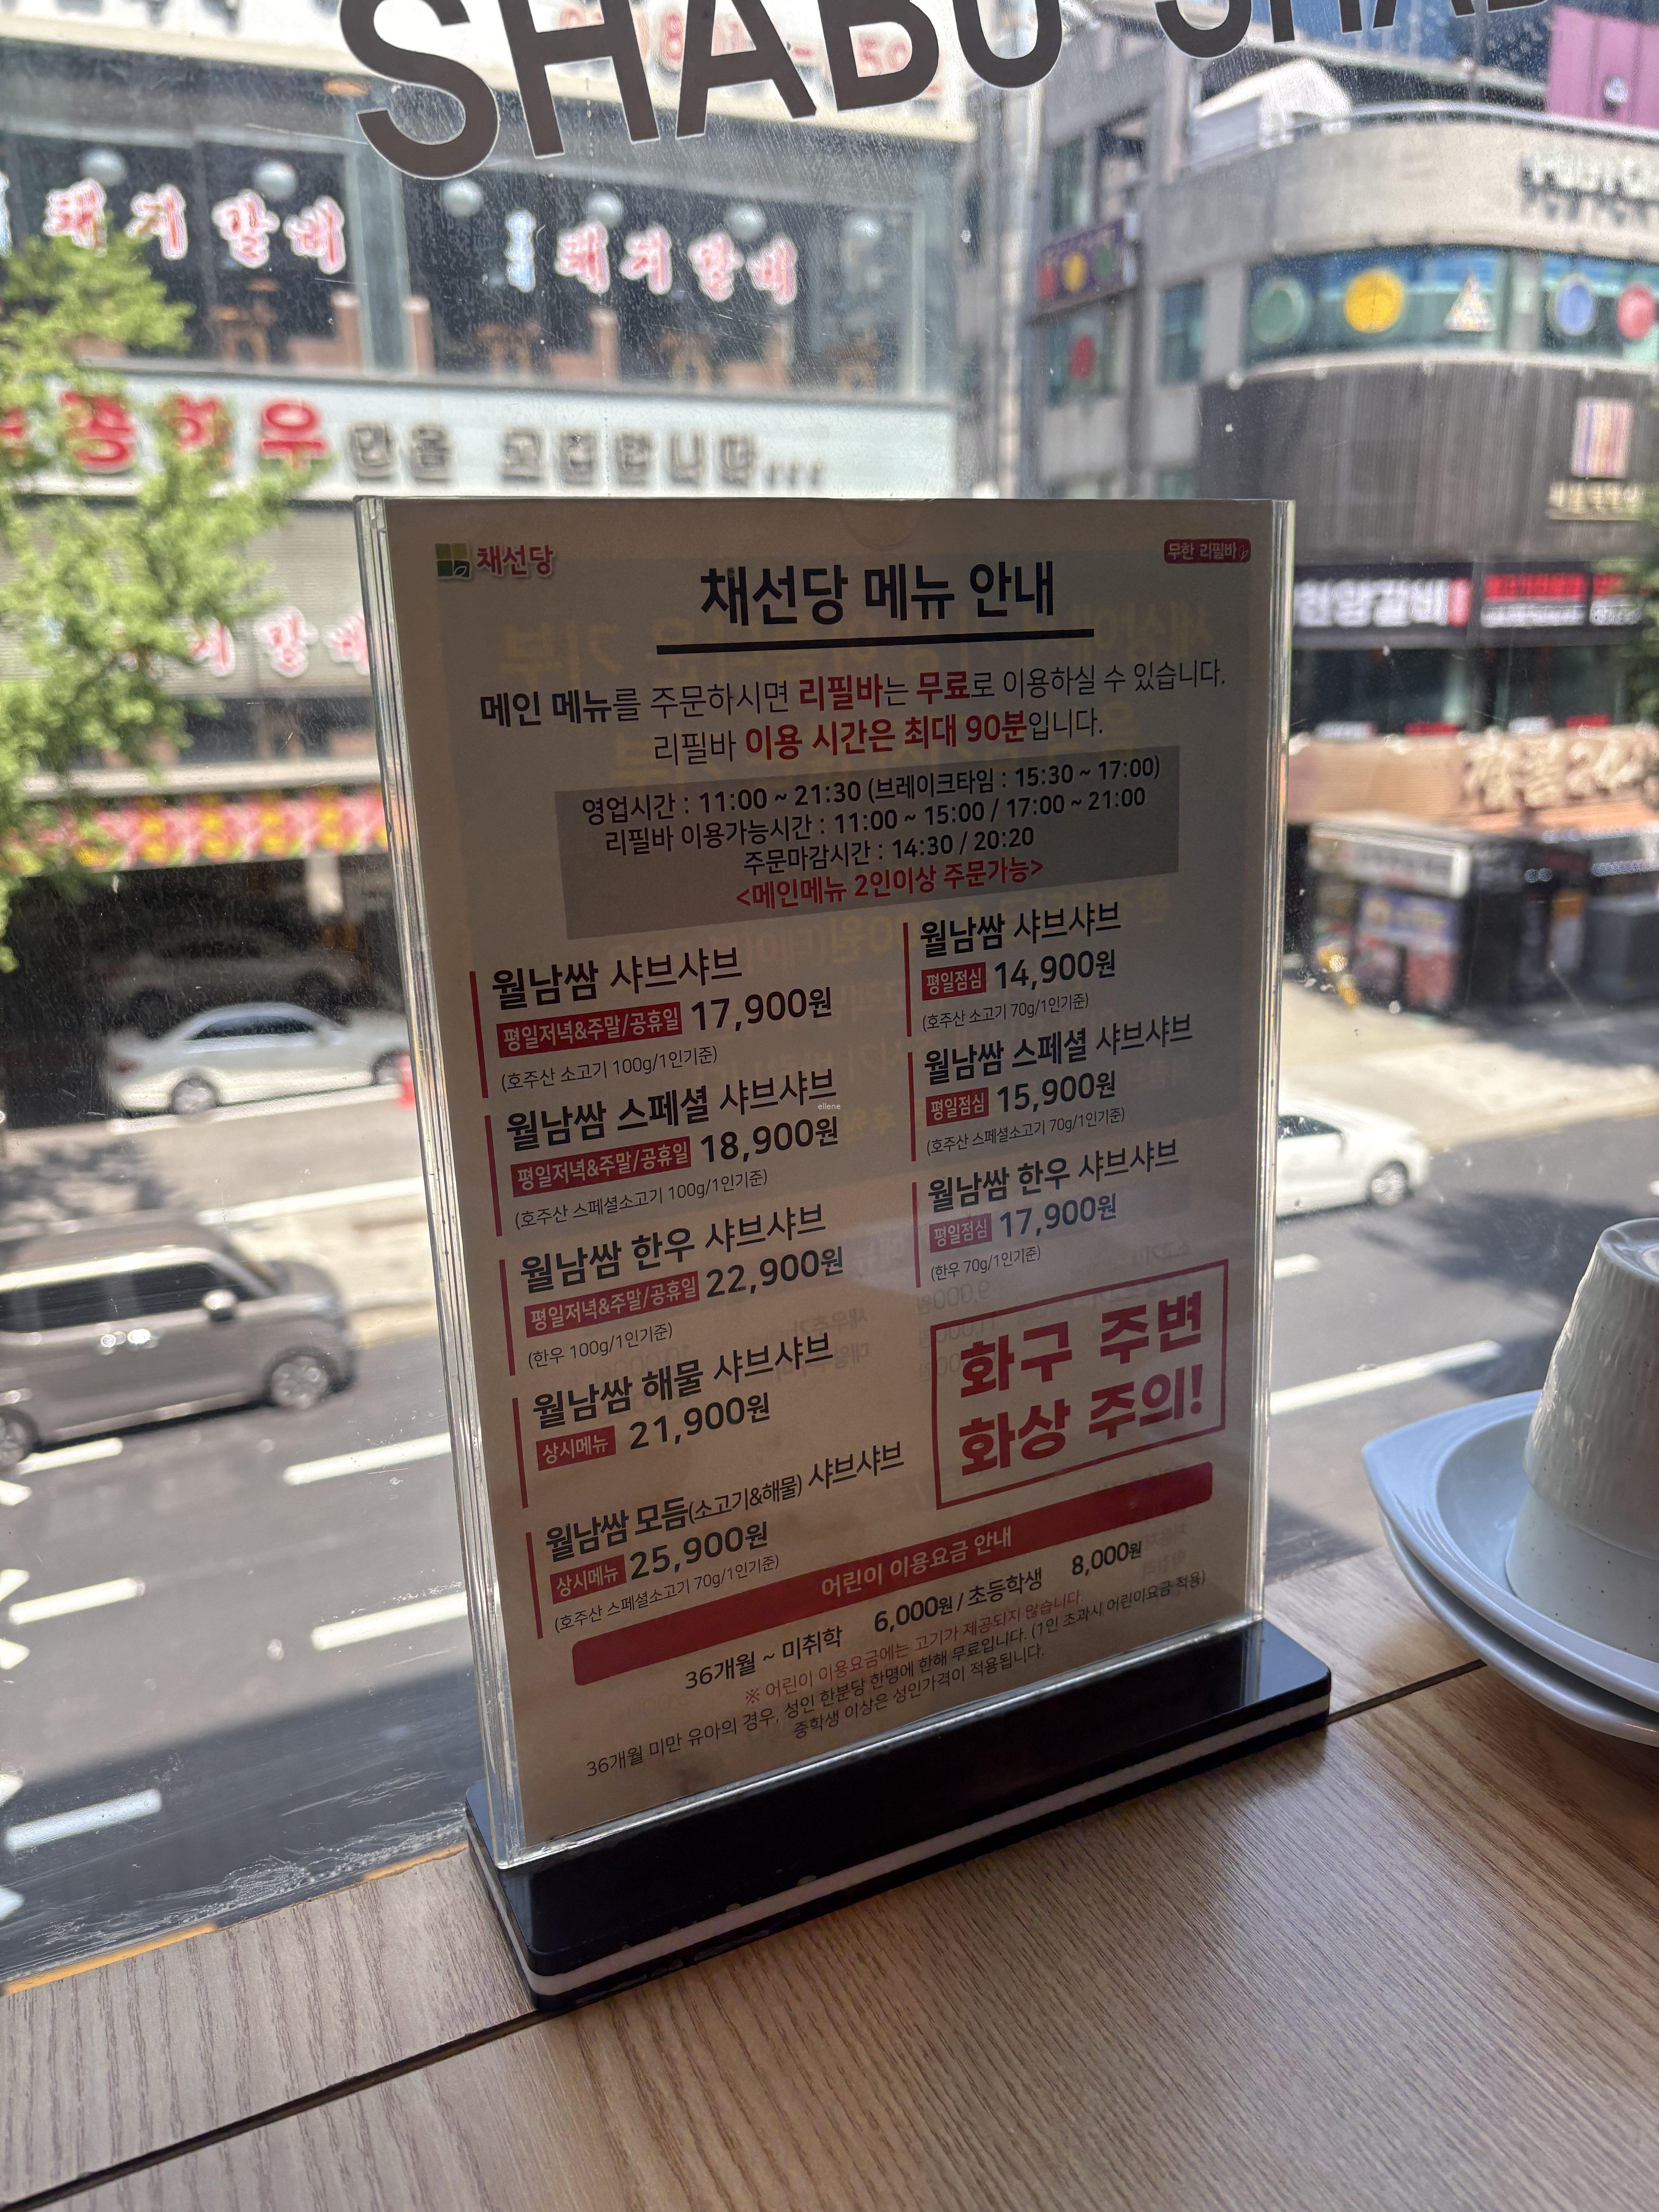 SHABU SHAB
돼지갈비
돼지갈비
한우만을 고집합니다...
한양갈비
채선당
무한 리필바
채선당 메뉴 안내
메인 메뉴를 주문하시면 리필바는 무료로 이용하실 수 있습니다.
리필바 이용 시간은 최대 90분입니다.
영업시간 : 11:00 ~ 21:30 (브레이크타임 : 15:30 ~ 17:00)
리필바 이용가능시간 : 11:00 ~ 15:00 / 17:00 ~ 21:00
주문마감시간 : 14:30 / 20:20
<메인메뉴 2인이상 주문가능>
월남쌈 샤브샤브
평일저녁&주말/공휴일 17,900원
(호주산 소고기 100g/1인기준)
월남쌈 스페셜 샤브샤브
평일저녁&주말/공휴일 18,900원
(호주산 스페셜소고기 100g/1인기준)
월남쌈 한우 샤브샤브
평일저녁&주말/공휴일 22,900원
(한우 100g/1인기준)
월남쌈 해물 샤브샤브
상시메뉴 21,900원
월남쌈 모듬(소고기&해물) 샤브샤브
상시메뉴 25,900원
(호주산 스페셜소고기 70g/1인기준)
월남쌈 샤브샤브
평일점심 14,900원
(호주산 소고기 70g/1인기준)
월남쌈 스페셜 샤브샤브
평일점심 15,900원
(호주산 스페셜소고기 70g/1인기준)
월남쌈 한우 샤브샤브
평일점심 17,900원
(한우 70g/1인기준)
화구 주변
화상 주의!
어린이 이용요금 안내
36개월 ~ 미취학 6,000원 / 초등학생 8,000원
※ 어린이 이용요금에는 고기가 제공되지 않습니다.
36개월 미만 유아의 경우, 성인 한분당 한명에 한해 무료입니다. (1인 초과시 어린이요금 적용)
중학생 이상은 성인가격이 적용됩니다.
ellene